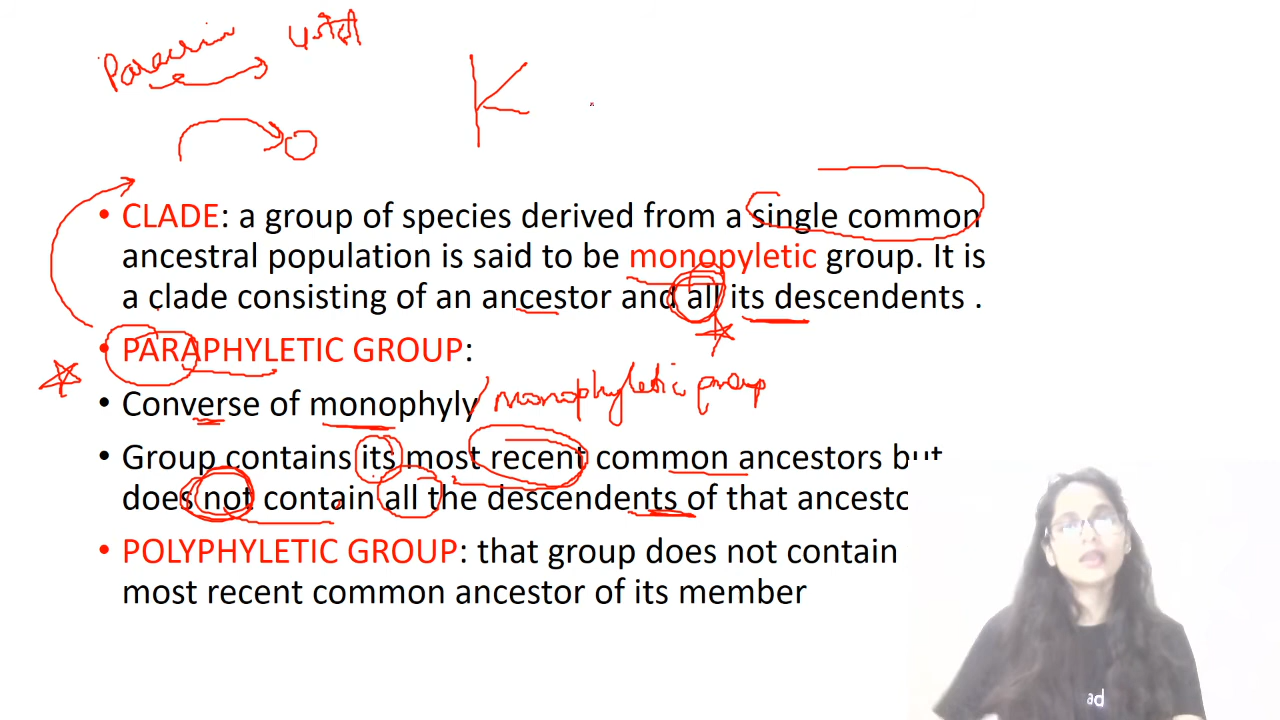 K
• CLADE: a group of species derived from a single common
ancestral population is said to be monopyletic group. It is
a clade consisting of an ancestor and all its descendents .
• PARAPHYLETIC GROUP:
• Converse of monophyly / monophyletic group
• Group contains its most recent common ancestors but
does not contain all the descendents of that ancesto
• POLYPHYLETIC GROUP: that group does not contain
most recent common ancestor of its member
ad